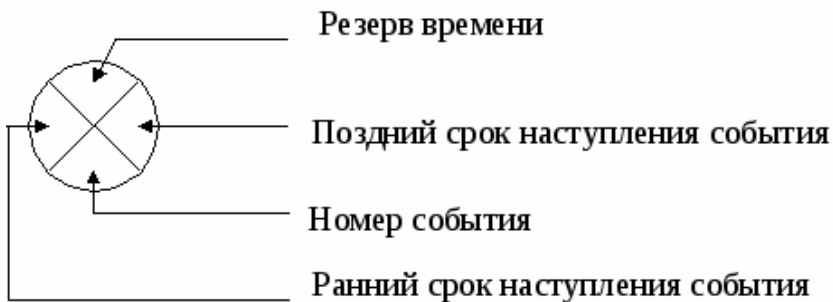 Резерв времени
Поздний срок наступления события
Номер события
Ранний срок наступления события